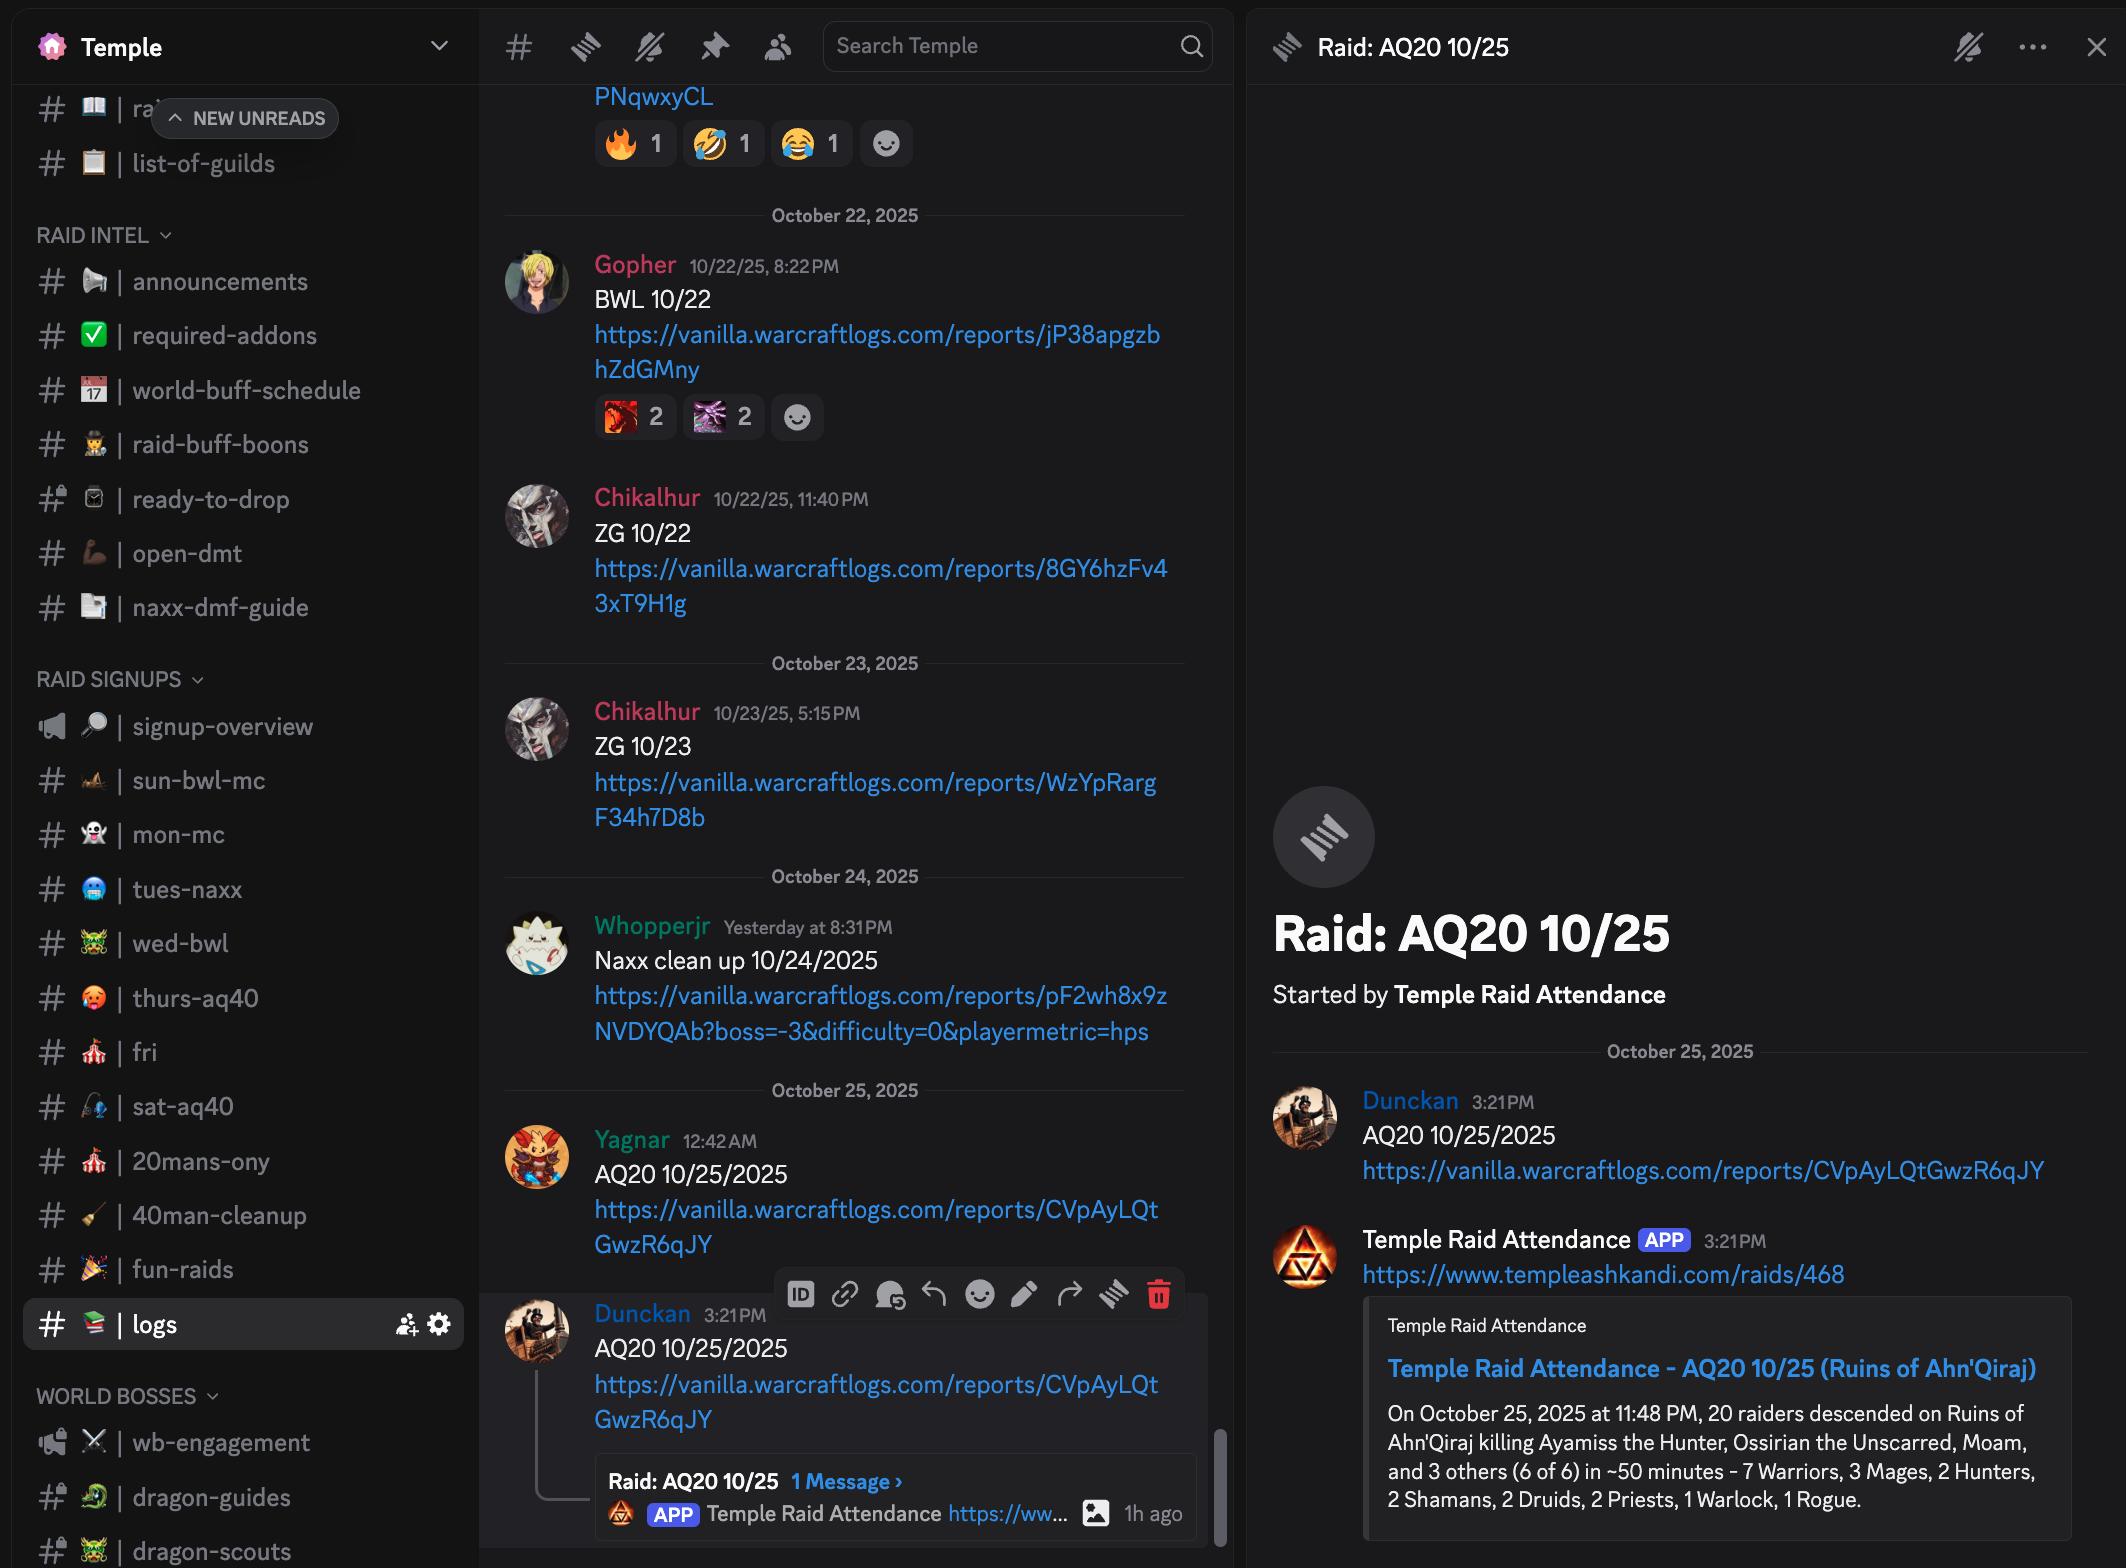 Temple
NEW UNREADS
list-of-guilds
RAID INTEL
announcements
required-addons
17 | world-buff-schedule
raid-buff-boons
ready-to-drop
open-dmt
naxx-dmf-guide
RAID SIGNUPS
signup-overview
sun-bwl-mc
mon-mc
tues-naxx
wed-bwl
thurs-aq40
fri
sat-aq40
20mans-ony
40man-cleanup
fun-raids
logs
WORLD BOSSES
wb-engagement
dragon-guides
dragon-scouts
Search Temple
PNqwxyCL
1 1 1
October 22, 2025
Gopher 10/22/25, 8:22 PM
BWL 10/22
https://vanilla.warcraftlogs.com/reports/jP38apgzb
hZdGMny
2 2
Chikalhur 10/22/25, 11:40 PM
ZG 10/22
https://vanilla.warcraftlogs.com/reports/8GY6hzFv4
3xT9H1g
October 23, 2025
Chikalhur 10/23/25, 5:15 PM
ZG 10/23
https://vanilla.warcraftlogs.com/reports/WzYpRarg
F34h7D8b
October 24, 2025
Whopperjr Yesterday at 8:31 PM
Naxx clean up 10/24/2025
https://vanilla.warcraftlogs.com/reports/pF2wh8x9z
NVDYQAb?boss=-3&difficulty=0&playermetric=hps
October 25, 2025
Yagnar 12:42 AM
AQ20 10/25/2025
https://vanilla.warcraftlogs.com/reports/CVpAyLQt
GwzR6qJY
ID
Dunckan 3:21 PM
AQ20 10/25/2025
https://vanilla.warcraftlogs.com/reports/CVpAyLQt
GwzR6qJY
Raid: AQ20 10/25 1 Message ›
APP Temple Raid Attendance https://ww... 1h ago
Raid: AQ20 10/25
Raid: AQ20 10/25
Started by Temple Raid Attendance
October 25, 2025
Dunckan 3:21 PM
AQ20 10/25/2025
https://vanilla.warcraftlogs.com/reports/CVpAyLQtGwzR6qJY
Temple Raid Attendance APP 3:21 PM
https://www.templeashkandi.com/raids/468
Temple Raid Attendance
Temple Raid Attendance - AQ20 10/25 (Ruins of Ahn'Qiraj)
On October 25, 2025 at 11:48 PM, 20 raiders descended on Ruins of
Ahn'Qiraj killing Ayamiss the Hunter, Ossirian the Unscarred, Moam,
and 3 others (6 of 6) in ~50 minutes - 7 Warriors, 3 Mages, 2 Hunters,
2 Shamans, 2 Druids, 2 Priests, 1 Warlock, 1 Rogue.